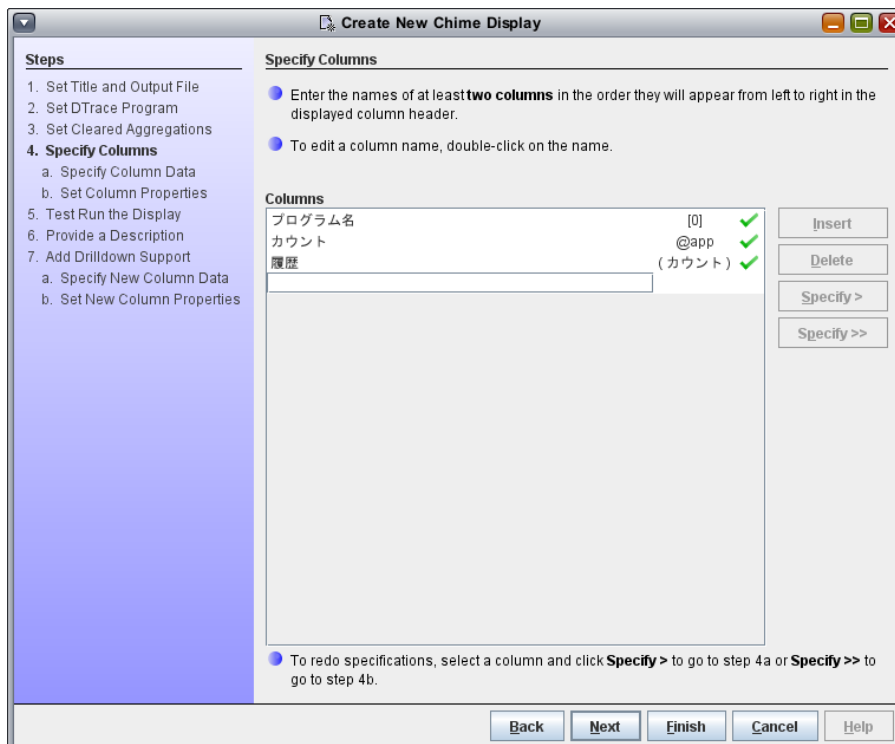 Create New Chime Display
Steps
1. Set Title and Output File
2. Set DTrace Program
3. Set Cleared Aggregations
4. Specify Columns
a. Specify Column Data
b. Set Column Properties
5. Test Run the Display
6. Provide a Description
7. Add Drilldown Support
a. Specify New Column Data
b. Set New Column Properties
Specify Columns
Enter the names of at least two columns in the order they will appear from left to right in the
displayed column header.
To edit a column name, double-click on the name.
Columns
プログラム名 [0]
カウント @app
履歴 (カウント)
Insert
Delete
Specify >
Specify >>
To redo specifications, select a column and click Specify > to go to step 4a or Specify >> to
go to step 4b.
Back Next Finish Cancel Help